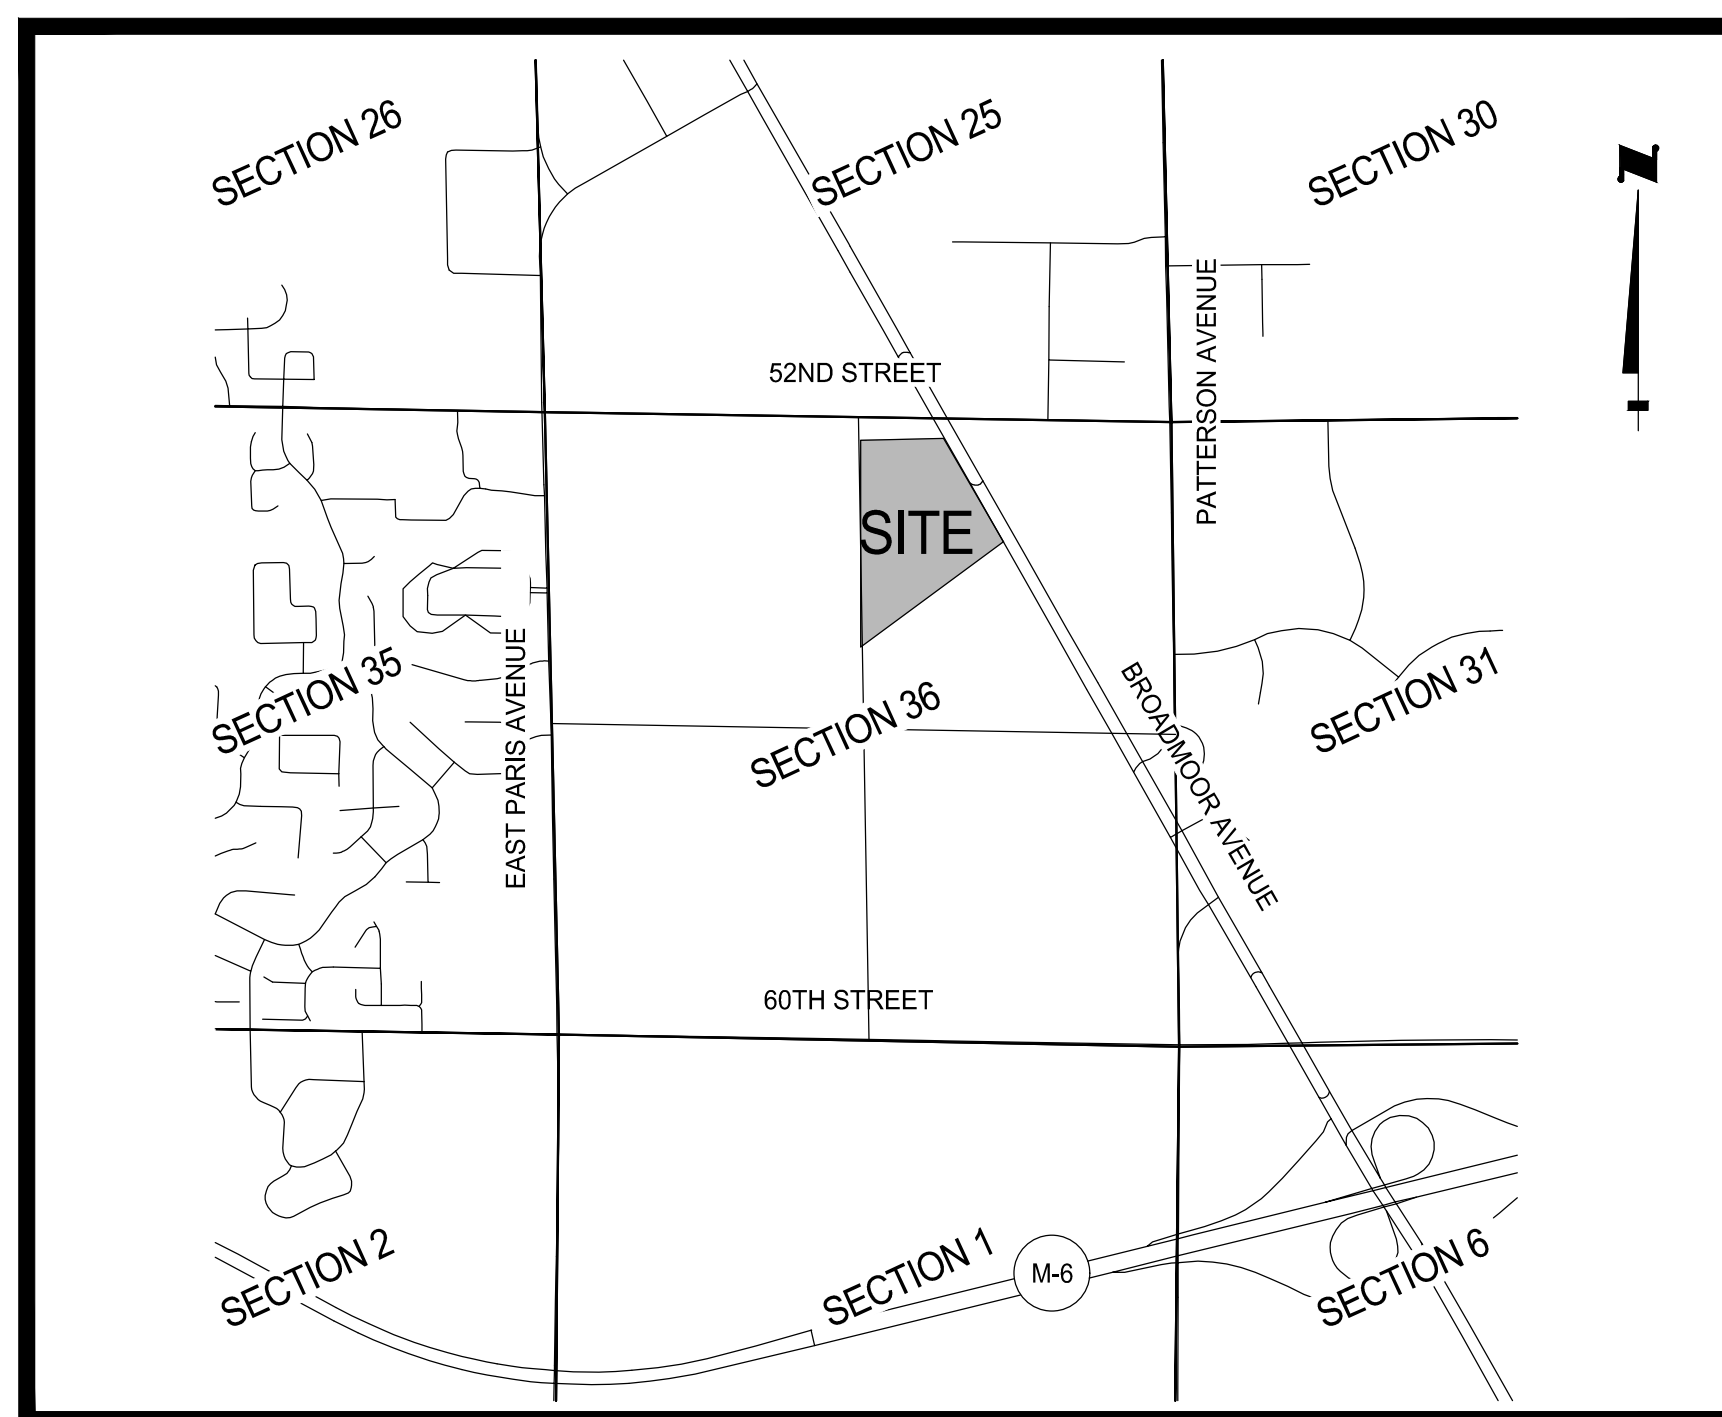 SECTION 26
SECTION 25
SECTION 30
N
52ND STREET
PATTERSON AVENUE
SITE
SECTION 35
EAST PARIS AVENUE
SECTION 36
BROADMOOR AVENUE
SECTION 31
60TH STREET
SECTION 2
SECTION 1
M-6
SECTION 6